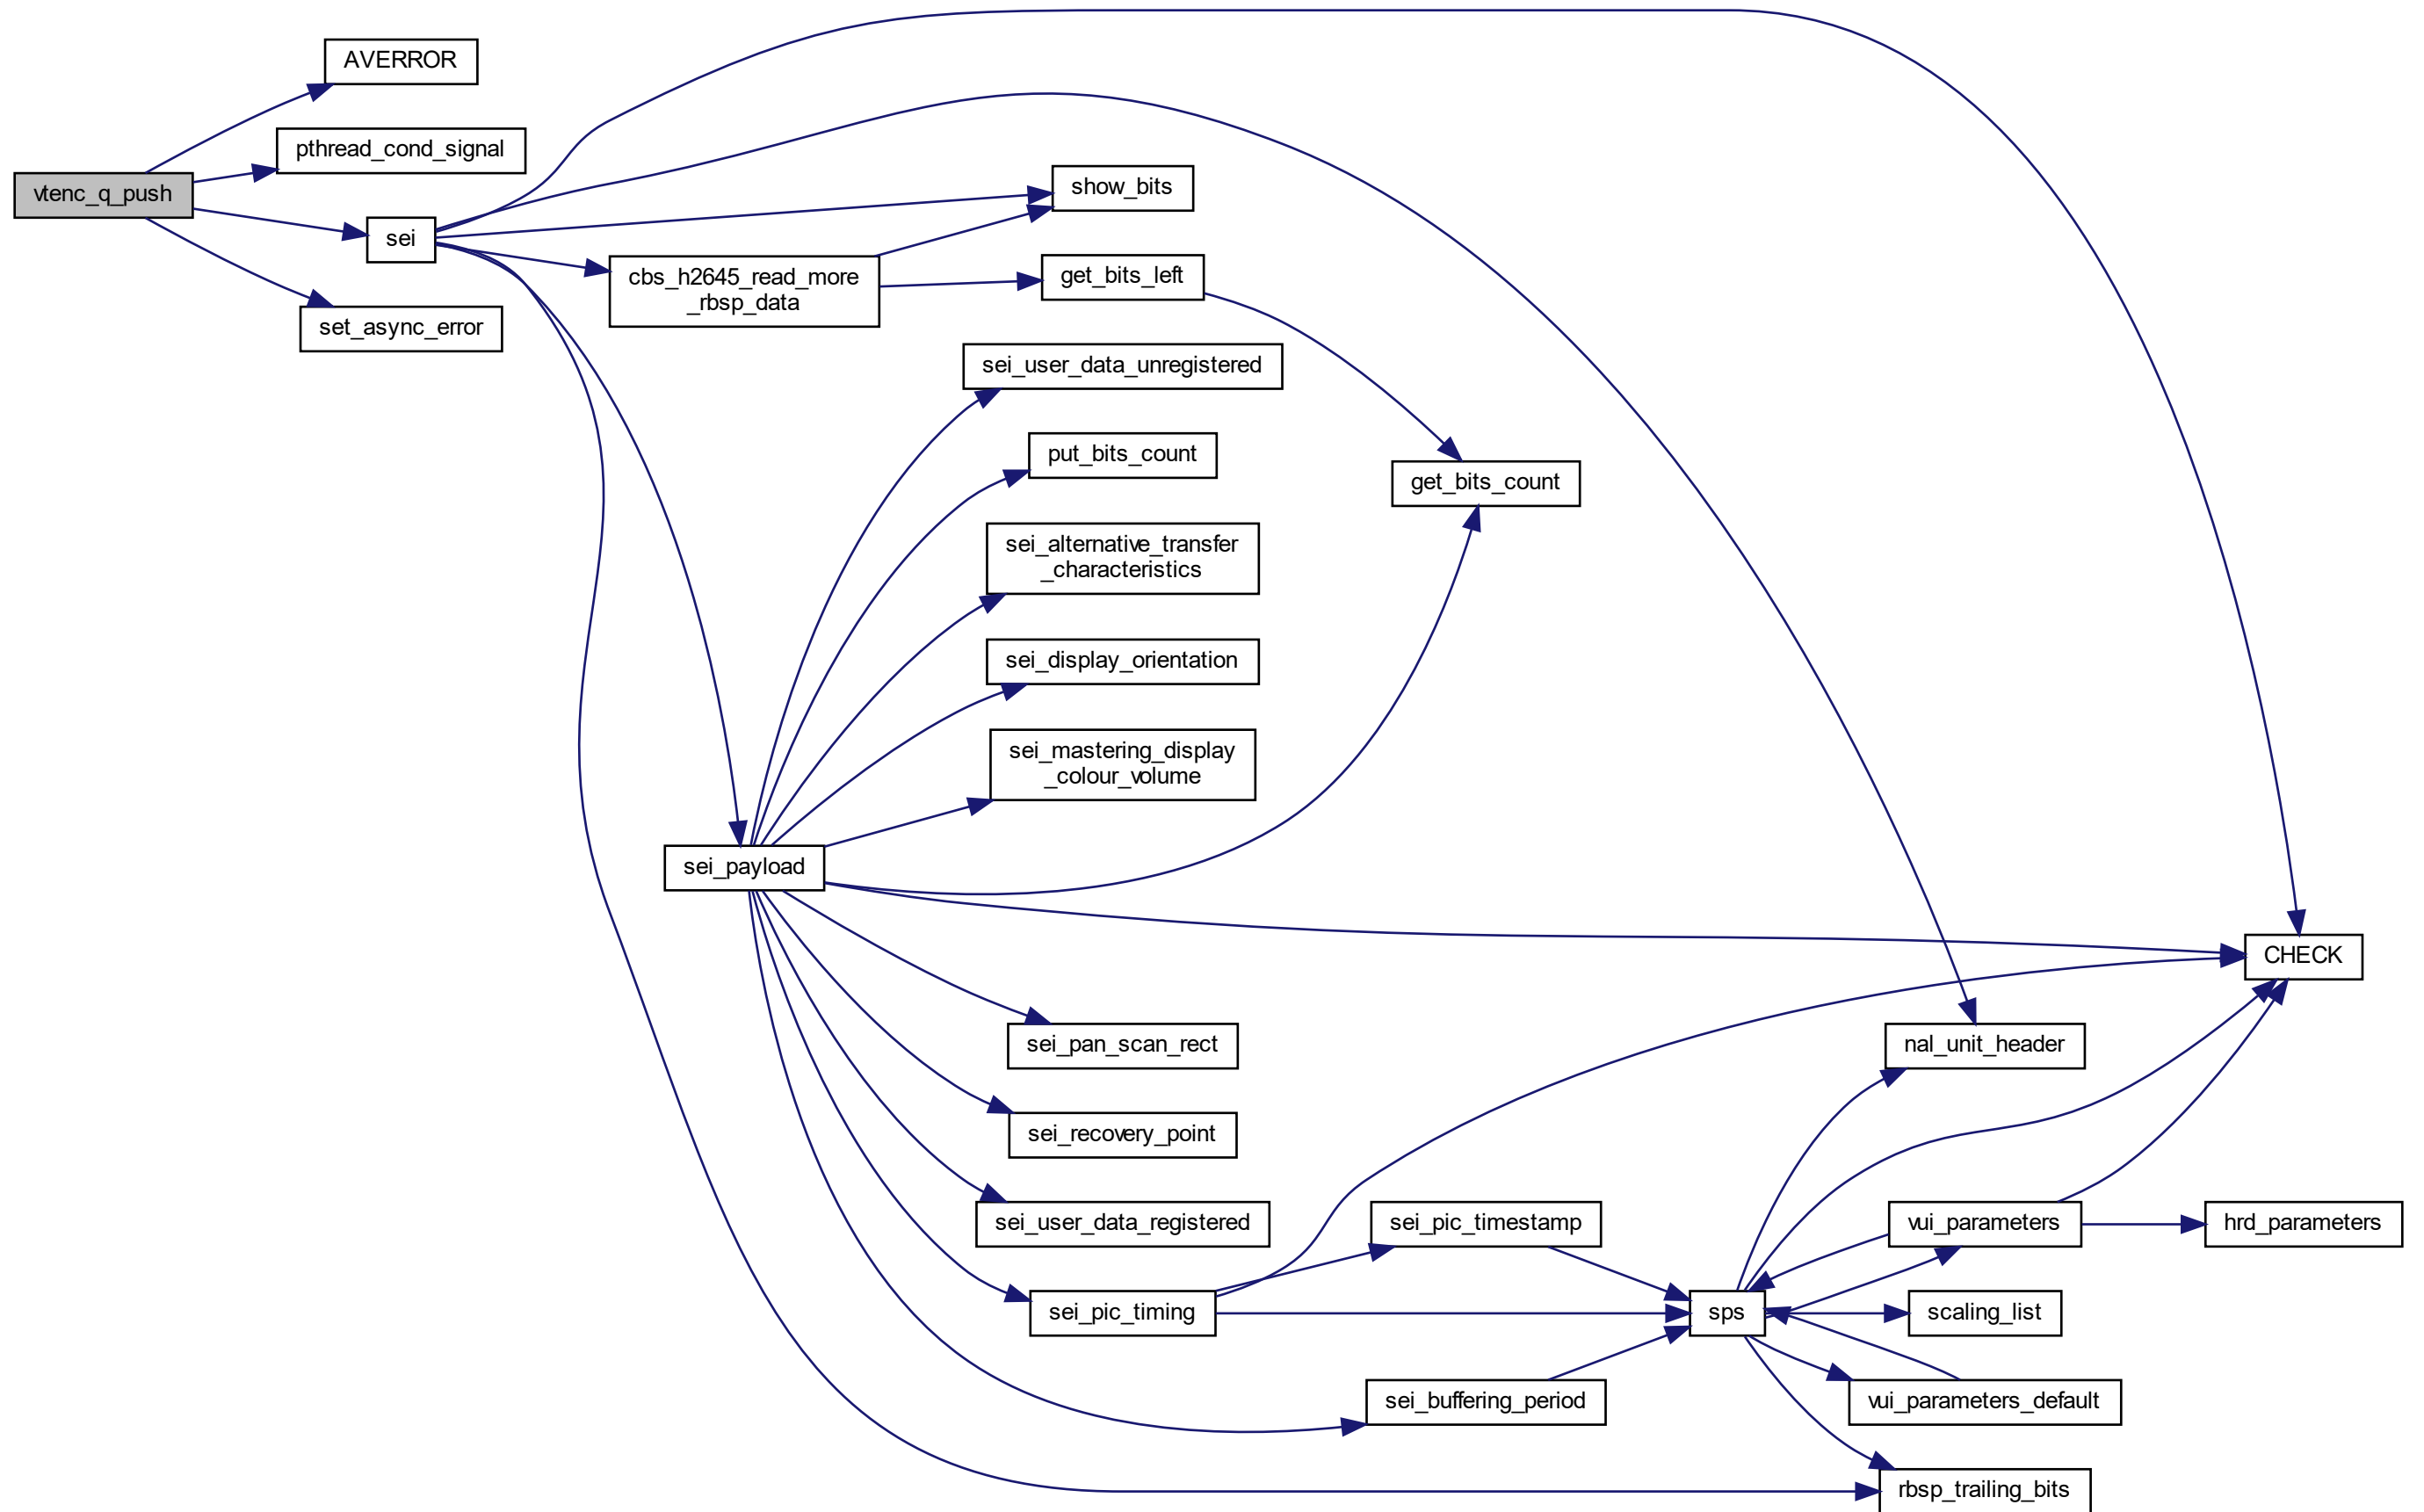 AVERROR
pthread_cond_signal
vtenc_q_push
sei
set_async_error
show_bits
cbs_h2645_read_more
_rbsp_data
get_bits_left
sei_user_data_unregistered
put_bits_count
get_bits_count
sei_alternative_transfer
_characteristics
sei_display_orientation
sei_mastering_display
_colour_volume
sei_payload
CHECK
sei_pan_scan_rect
nal_unit_header
sei_recovery_point
sei_user_data_registered
sei_pic_timestamp
vui_parameters
hrd_parameters
sei_pic_timing
sps
scaling_list
sei_buffering_period
vui_parameters_default
rbsp_trailing_bits